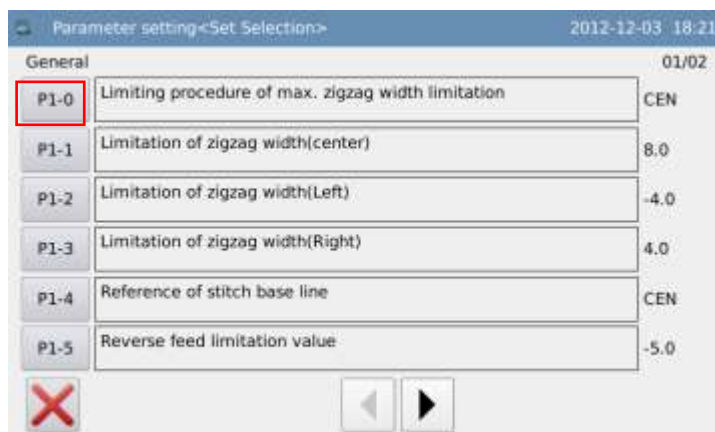 Parameter setting<Set Selection> 2012-12-03 18:21
General 01/02
P1-0 Limiting procedure of max. zigzag width limitation CEN
P1-1 Limitation of zigzag width(center) 8.0
P1-2 Limitation of zigzag width(Left) -4.0
P1-3 Limitation of zigzag width(Right) 4.0
P1-4 Reference of stitch base line CEN
P1-5 Reverse feed limitation value -5.0